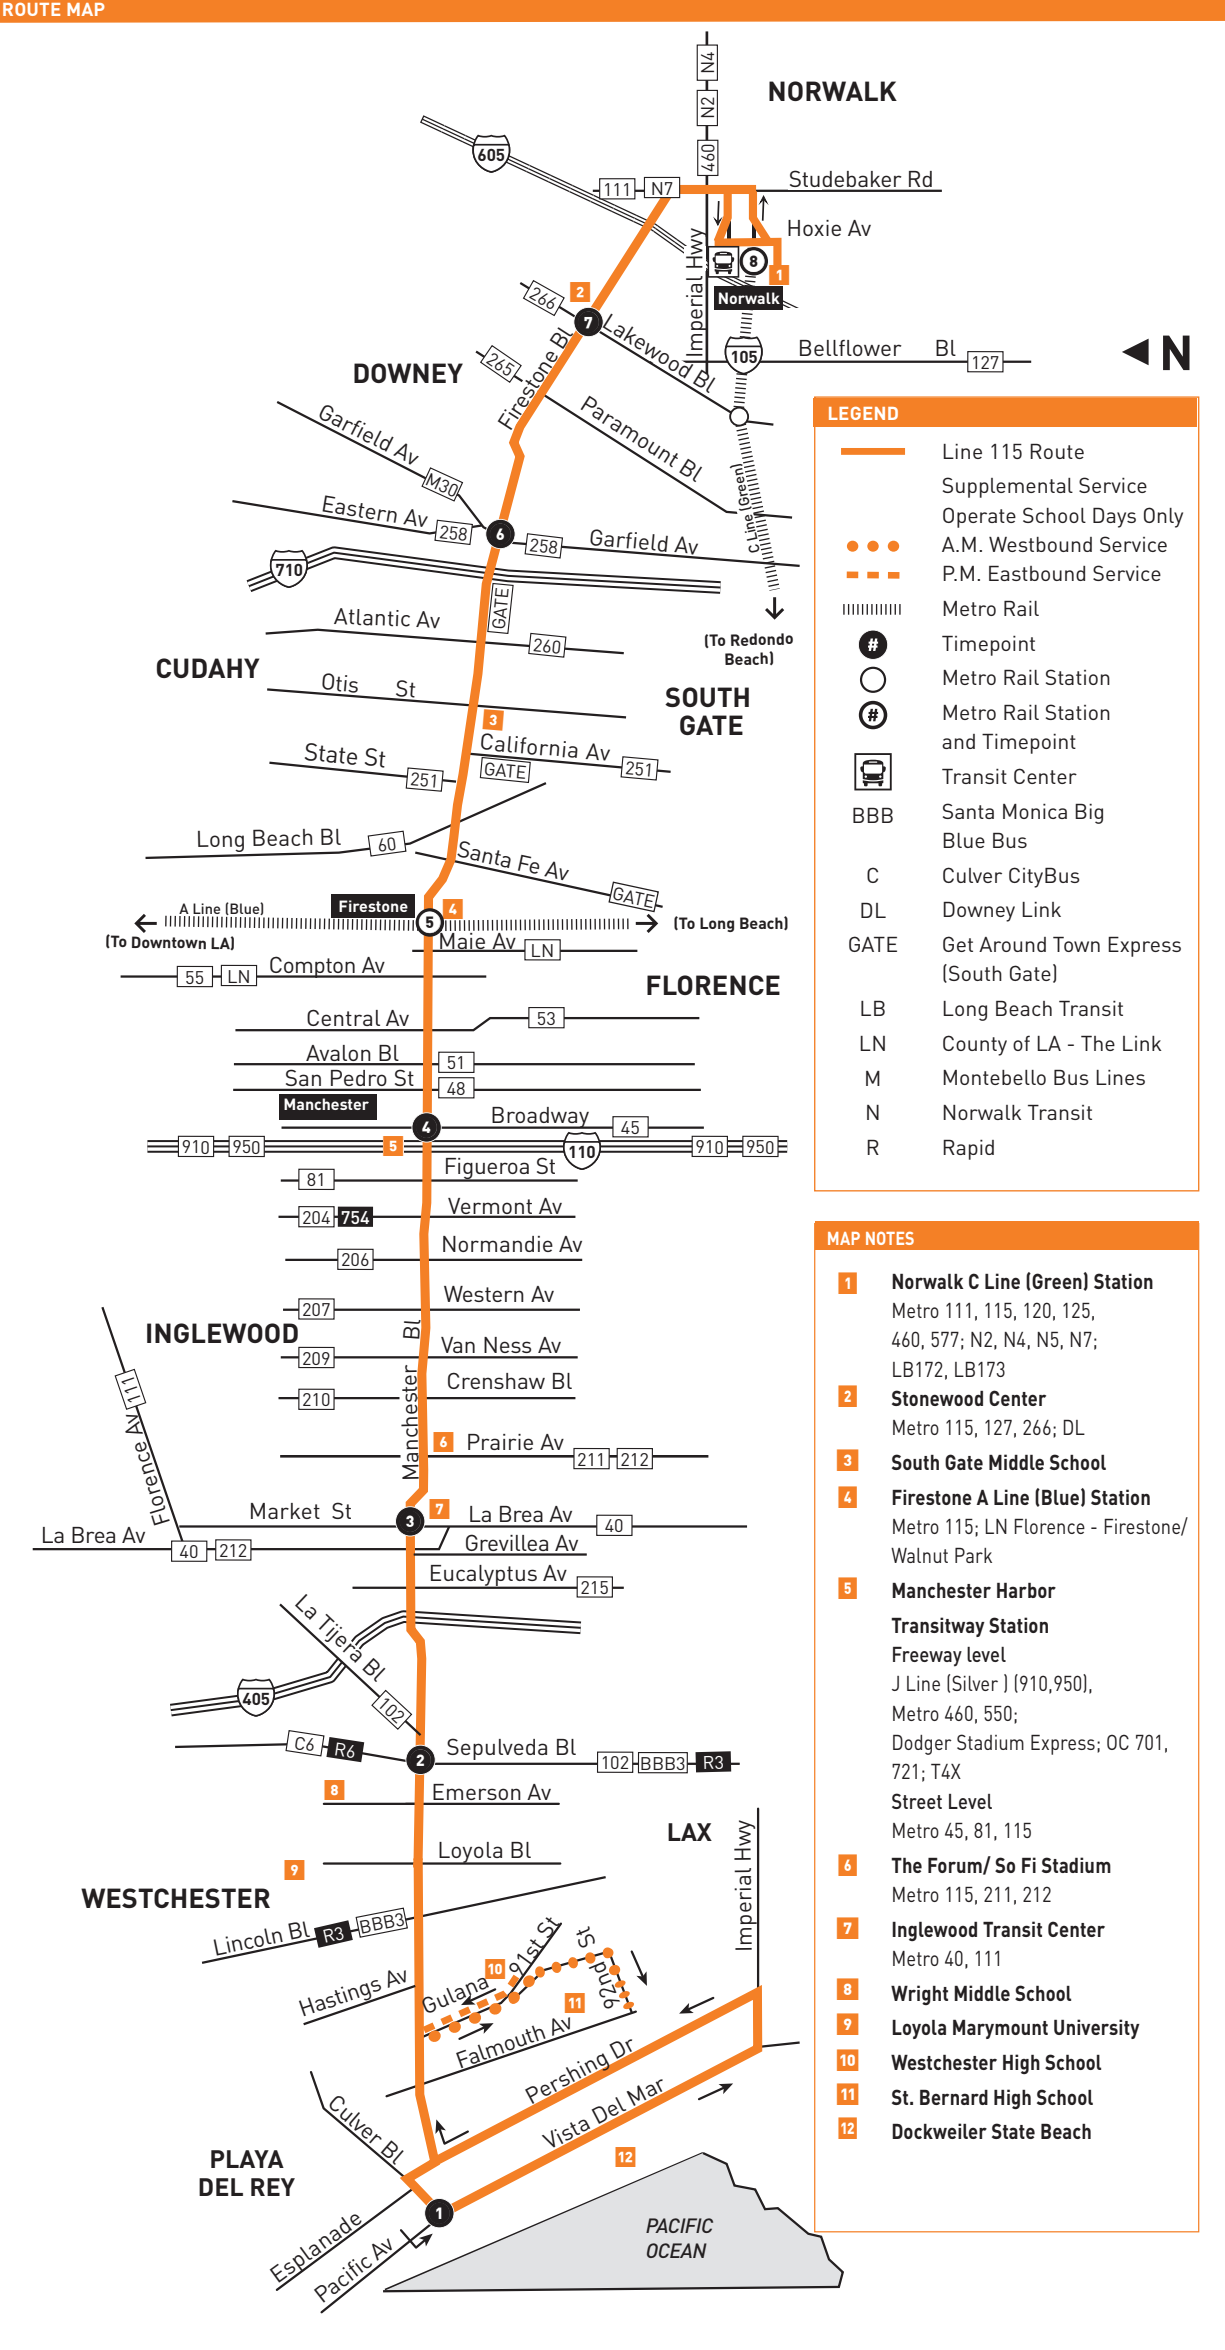 ROUTE MAP
N4
N2
460
NORWALK
605
111
N7
Studebaker Rd
Hoxie Av
Imperial Hwy
8
1
Norwalk
2
266
7
Lakewood Bl
105
Bellflower Bl
127
N
DOWNEY
265
Firestone Bl
Paramount Bl
Garfield Av
M30
C Line (Green)
Eastern Av
258
6
258
Garfield Av
710
GATE
Atlantic Av
260
(To Redondo
Beach)
CUDAHY
Otis St
SOUTH
GATE
3
State St
251
California Av
GATE
251
Long Beach Bl
60
Santa Fe Av
GATE
A Line (Blue)
Firestone
4
5
(To Downtown LA)
(To Long Beach)
Maie Av
LN
55
LN
Compton Av
FLORENCE
Central Av
53
Avalon Bl
51
San Pedro St
48
Manchester
4
Broadway
45
910
950
5
110
910
950
Figueroa St
81
Vermont Av
204
754
Normandie Av
206
Western Av
207
INGLEWOOD
Manchester Bl
Van Ness Av
209
Crenshaw Bl
210
111
Florence Av
6
Prairie Av
211
212
Market St
3
7
La Brea Av
40
La Brea Av
40
212
Grevillea Av
Eucalyptus Av
215
La Tijera Bl
405
102
C6
R6
2
Sepulveda Bl
102
BBB3
R3
8
Emerson Av
LAX
Imperial Hwy
9
Loyola Bl
WESTCHESTER
Lincoln Bl
R3
BBB3
Hastings Av
Gulana
10
91st St
92nd St
11
Falmouth Av
Pershing Dr
Vista Del Mar
Culver Bl
PLAYA
DEL REY
12
1
Esplanade
Pacific Av
PACIFIC
OCEAN
LEGEND
Line 115 Route
Supplemental Service
Operate School Days Only
A.M. Westbound Service
P.M. Eastbound Service
Metro Rail
# Timepoint
Metro Rail Station
# Metro Rail Station
and Timepoint
Transit Center
BBB Santa Monica Big
Blue Bus
C Culver CityBus
DL Downey Link
GATE Get Around Town Express
(South Gate)
LB Long Beach Transit
LN County of LA - The Link
M Montebello Bus Lines
N Norwalk Transit
R Rapid
MAP NOTES
1 Norwalk C Line (Green) Station
Metro 111, 115, 120, 125,
460, 577; N2, N4, N5, N7;
LB172, LB173
2 Stonewood Center
Metro 115, 127, 266; DL
3 South Gate Middle School
4 Firestone A Line (Blue) Station
Metro 115; LN Florence - Firestone/
Walnut Park
5 Manchester Harbor
Transitway Station
Freeway level
J Line (Silver ) (910,950),
Metro 460, 550;
Dodger Stadium Express; OC 701,
721; T4X
Street Level
Metro 45, 81, 115
6 The Forum/ So Fi Stadium
Metro 115, 211, 212
7 Inglewood Transit Center
Metro 40, 111
8 Wright Middle School
9 Loyola Marymount University
10 Westchester High School
11 St. Bernard High School
12 Dockweiler State Beach